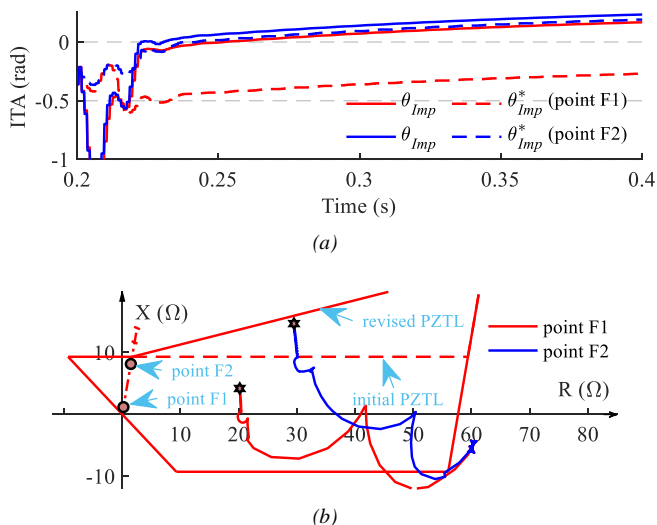 ITA (rad)
0
-0.5
-1
θImp θ*Imp (point F1)
θImp θ*Imp (point F2)
0.2 0.25 0.3 0.35 0.4
Time (s)
(a)
X (Ω)
10
-10
revised PZTL
point F1
point F2
point F2
point F1
initial PZTL
R (Ω)
10 20 30 40 50 60 70 80
(b)